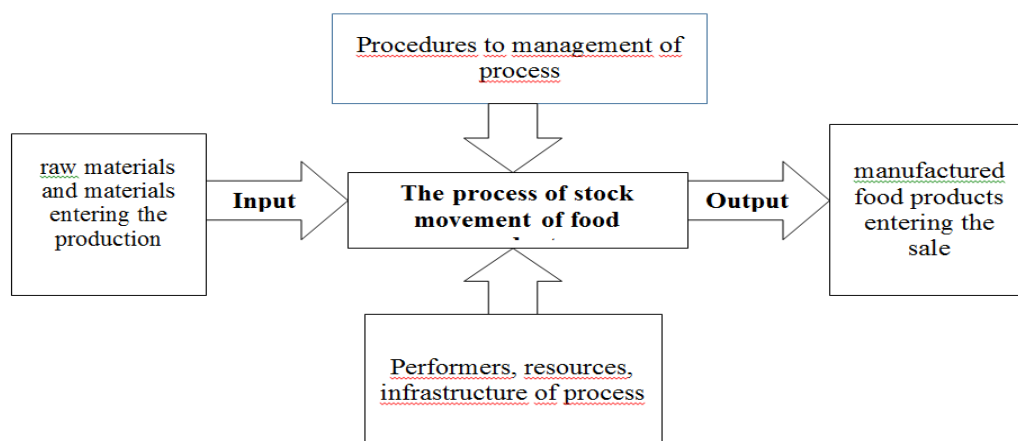 Procedures to management of
process
raw materials
and materials
entering the
production
Input
The process of stock
movement of food
Output
manufactured
food products
entering the
sale
Performers, resources,
infrastructure of process